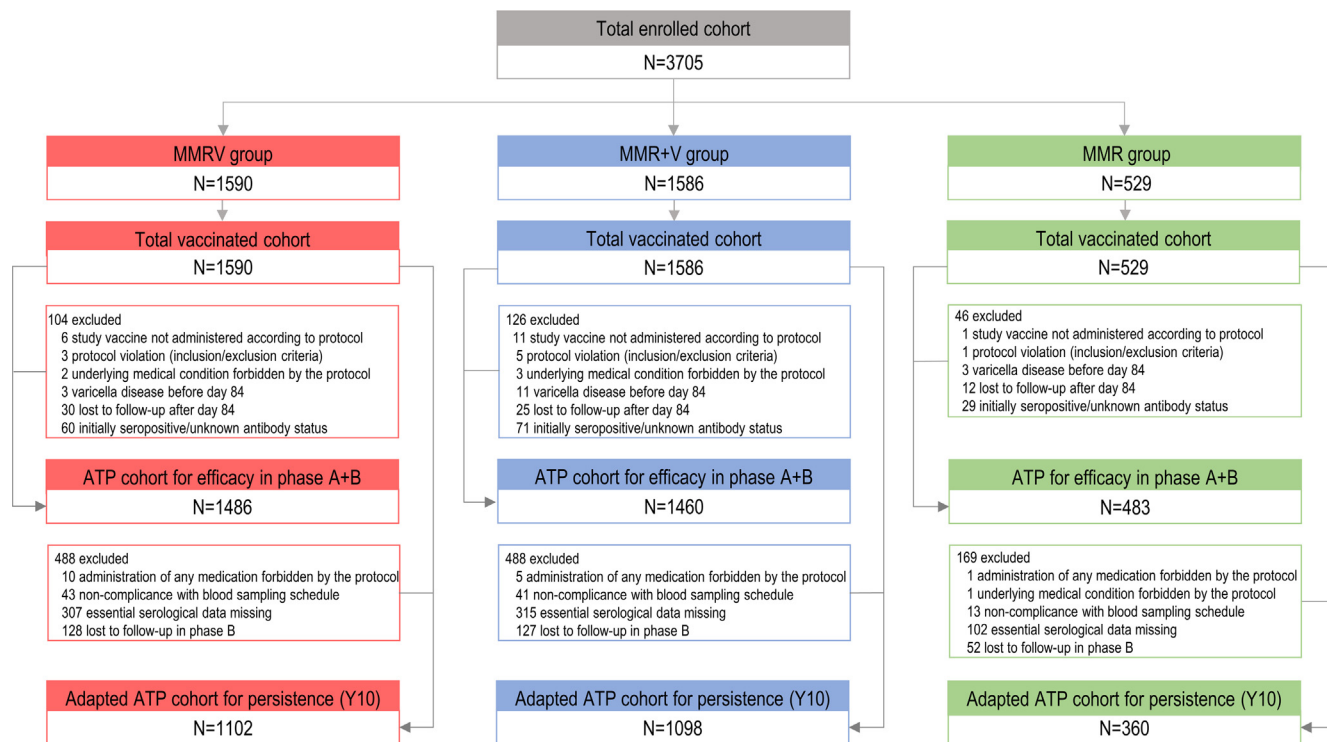 Total enrolled cohort
N=3705
MMRV group
N=1590
MMR+V group
N=1586
MMR group
N=529
Total vaccinated cohort
N=1590
Total vaccinated cohort
N=1586
Total vaccinated cohort
N=529
104 excluded
6 study vaccine not administered according to protocol
3 protocol violation (inclusion/exclusion criteria)
2 underlying medical condition forbidden by the protocol
3 varicella disease before day 84
30 lost to follow-up after day 84
60 initially seropositive/unknown antibody status
126 excluded
11 study vaccine not administered according to protocol
5 protocol violation (inclusion/exclusion criteria)
3 underlying medical condition forbidden by the protocol
11 varicella disease before day 84
25 lost to follow-up after day 84
71 initially seropositive/unknown antibody status
46 excluded
1 study vaccine not administered according to protocol
1 protocol violation (inclusion/exclusion criteria)
3 varicella disease before day 84
12 lost to follow-up after day 84
29 initially seropositive/unknown antibody status
ATP cohort for efficacy in phase A+B
N=1486
ATP cohort for efficacy in phase A+B
N=1460
ATP for efficacy in phase A+B
N=483
488 excluded
10 administration of any medication forbidden by the protocol
43 non-complicance with blood sampling schedule
307 essential serological data missing
128 lost to follow-up in phase B
488 excluded
5 administration of any medication forbidden by the protocol
41 non-complicance with blood sampling schedule
315 essential serological data missing
127 lost to follow-up in phase B
169 excluded
1 administration of any medication forbidden by the protocol
1 underlying medical condition forbidden by the protocol
13 non-complicance with blood sampling schedule
102 essential serological data missing
52 lost to follow-up in phase B
Adapted ATP cohort for persistence (Y10)
N=1102
Adapted ATP cohort for persistence (Y10)
N=1098
Adapted ATP cohort for persistence (Y10)
N=360